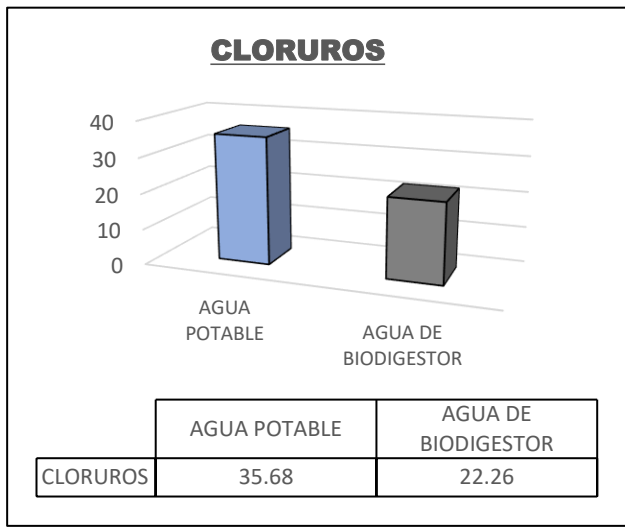 CLORUROS
40
30
20
10
0
AGUA
POTABLE
AGUA DE
BIODIGESTOR
AGUA POTABLE
AGUA DE
BIODIGESTOR
CLORUROS 35.68 22.26